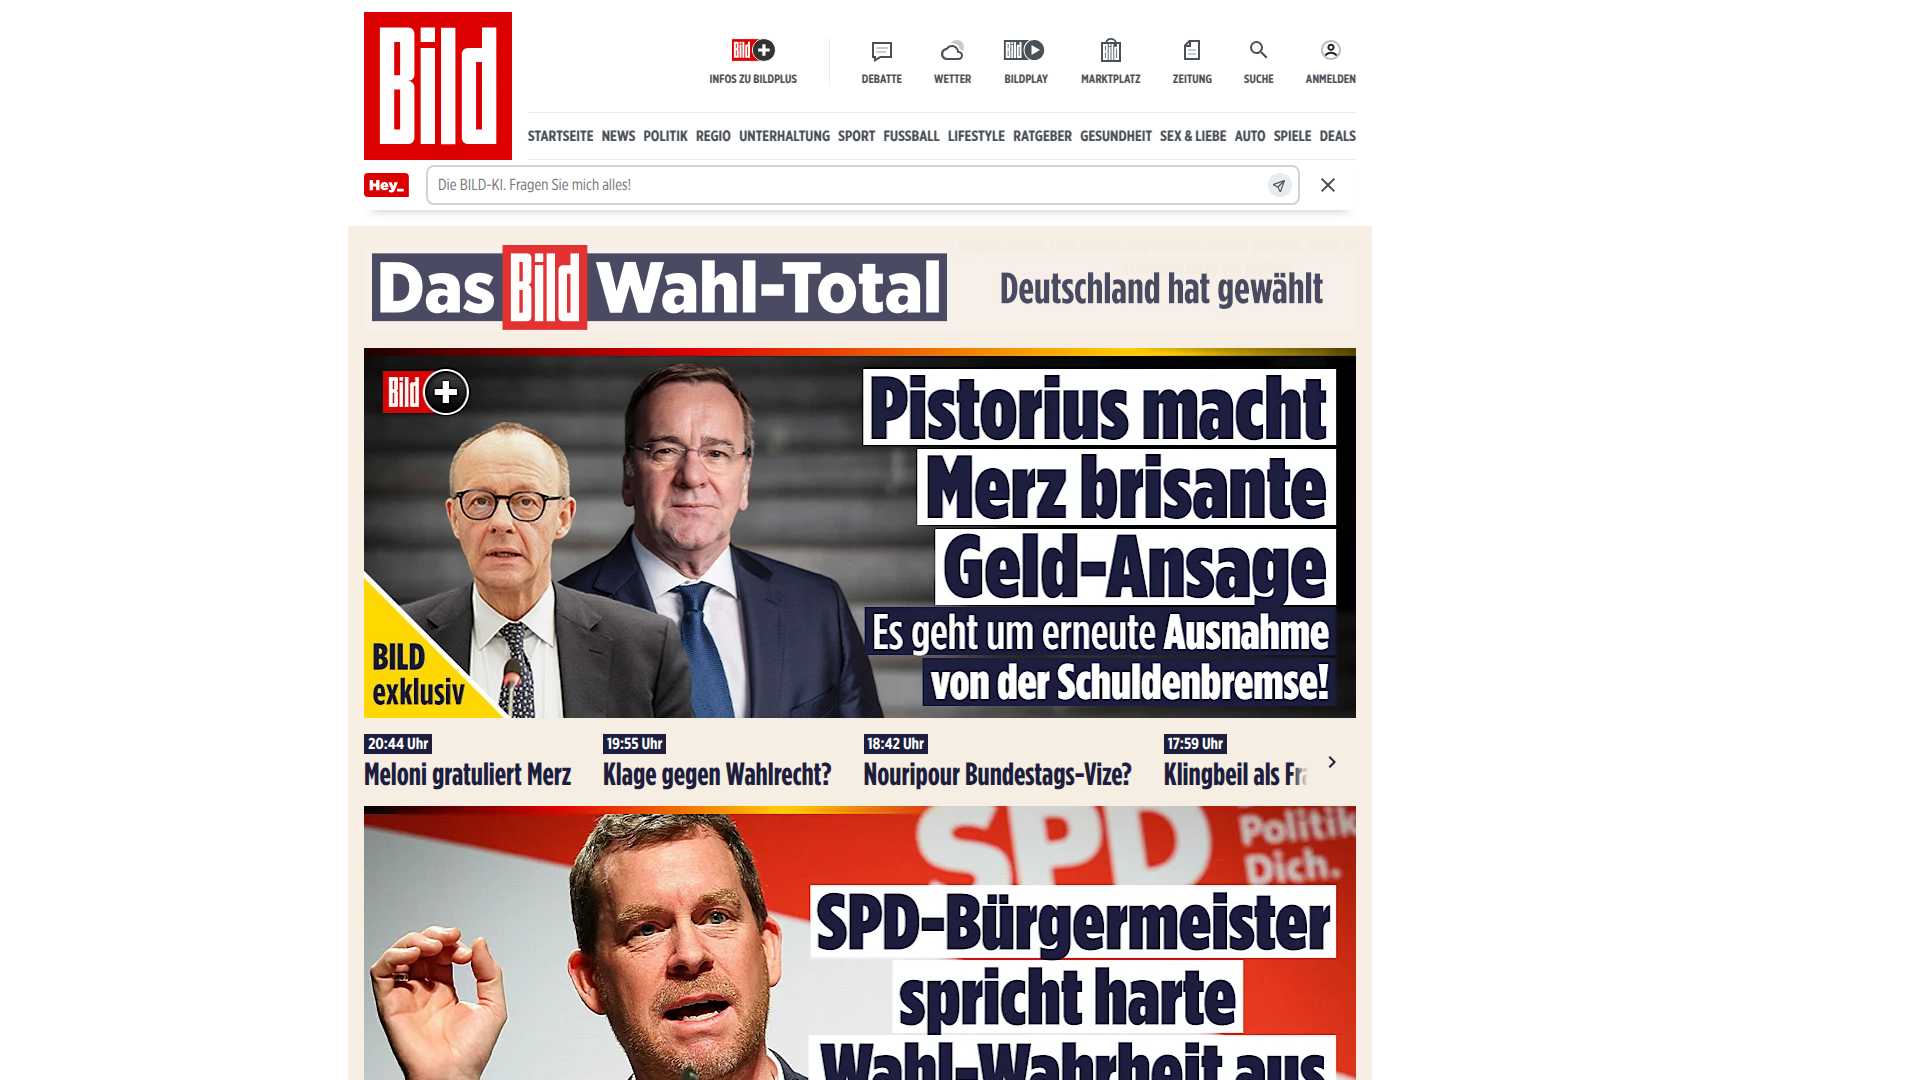 Bild
Bild
INFOS ZU BILDPLUS
DEBATTE
WETTER
Bild
BILDPLAY
Bild
MARKTPLATZ
ZEITUNG
SUCHE
ANMELDEN
STARTSEITE NEWS POLITIK REGIO UNTERHALTUNG SPORT FUSSBALL LIFESTYLE RATGEBER GESUNDHEIT SEX & LIEBE AUTO SPIELE DEALS
Hey_
Die BILD-KI. Fragen Sie mich alles!
Das Bild Wahl-Total
Deutschland hat gewählt
Bild
Pistorius macht
Merz brisante
Geld-Ansage
Es geht um erneute Ausnahme
von der Schuldenbremse!
BILD
exklusiv
20:44 Uhr
Meloni gratuliert Merz
19:55 Uhr
Klage gegen Wahlrecht?
18:42 Uhr
Nouripour Bundestags-Vize?
17:59 Uhr
Klingbeil als Fra
SPD
Politik
Dich.
SPD-Bürgermeister
spricht harte
Wahl-Wahrheit aus